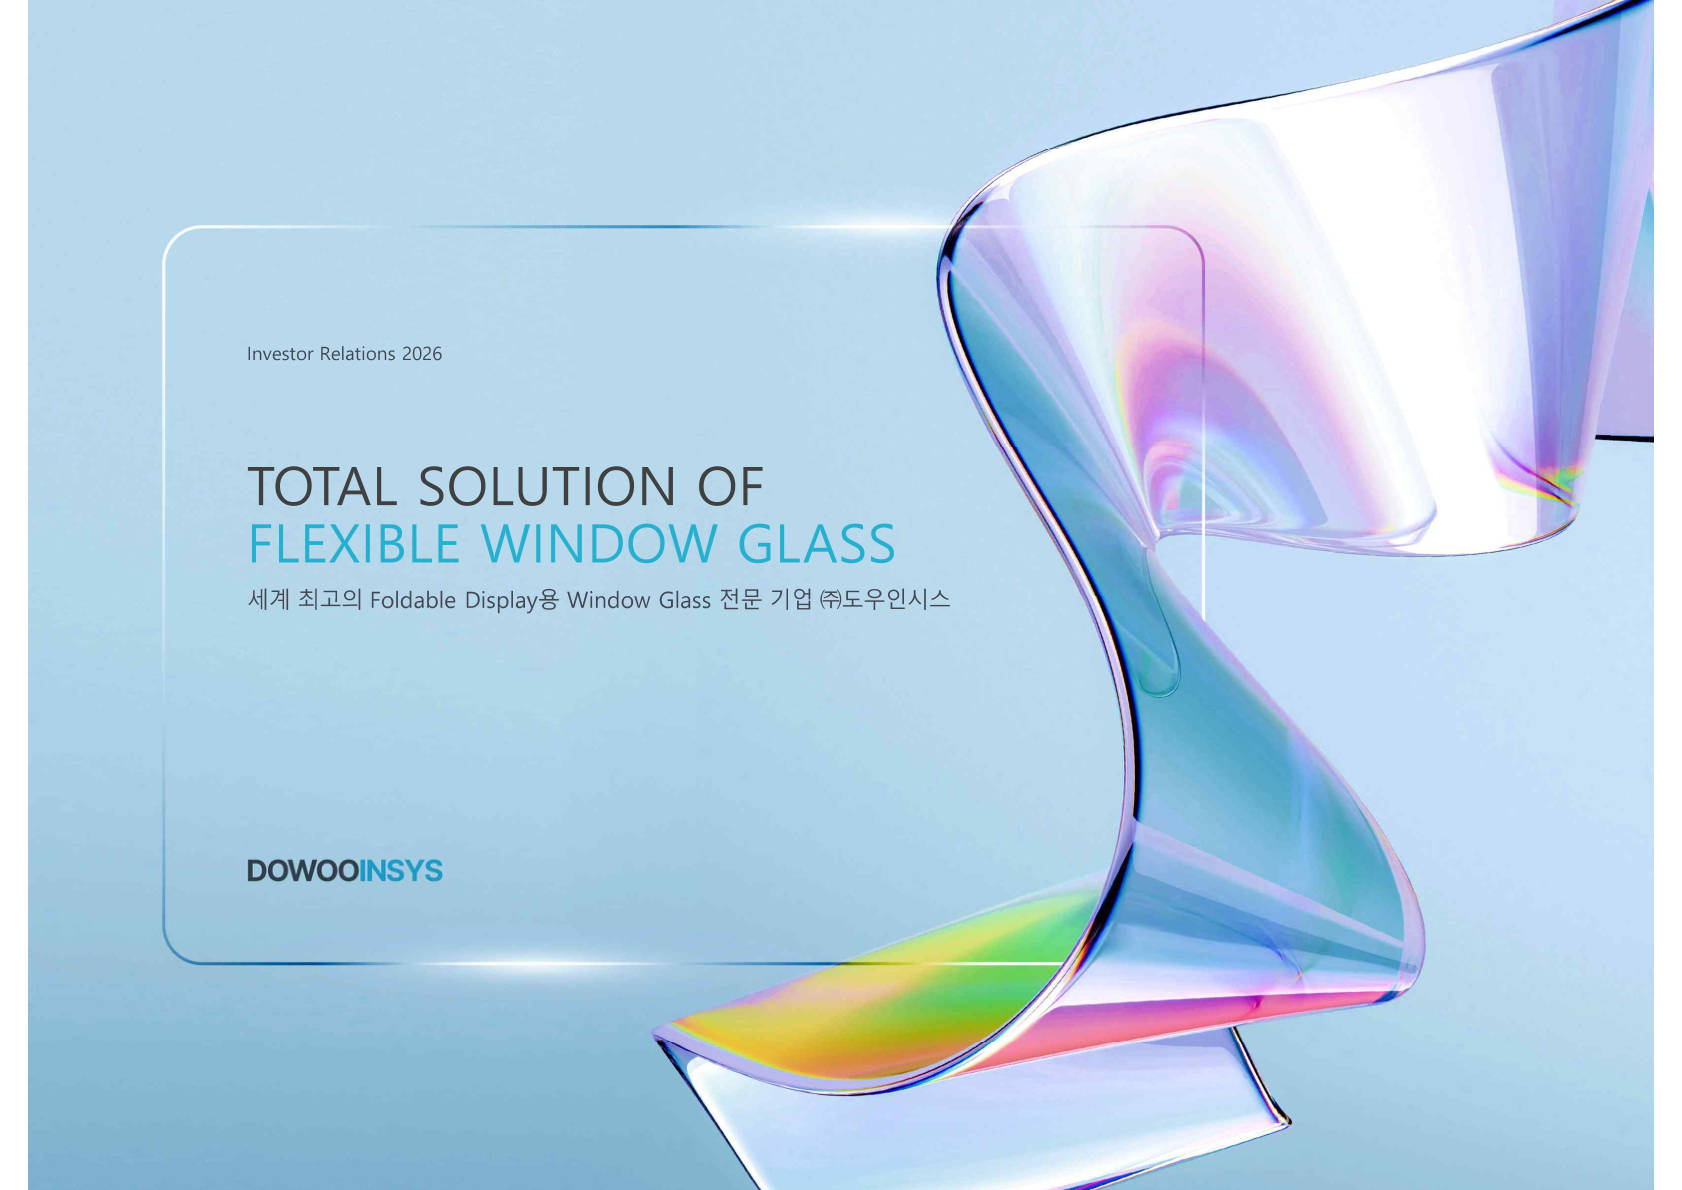 Investor Relations 2026
TOTAL SOLUTION OF
FLEXIBLE WINDOW GLASS
세계 최고의 Foldable Display용 Window Glass 전문 기업 ㈜도우인시스
DOWOOINSYS